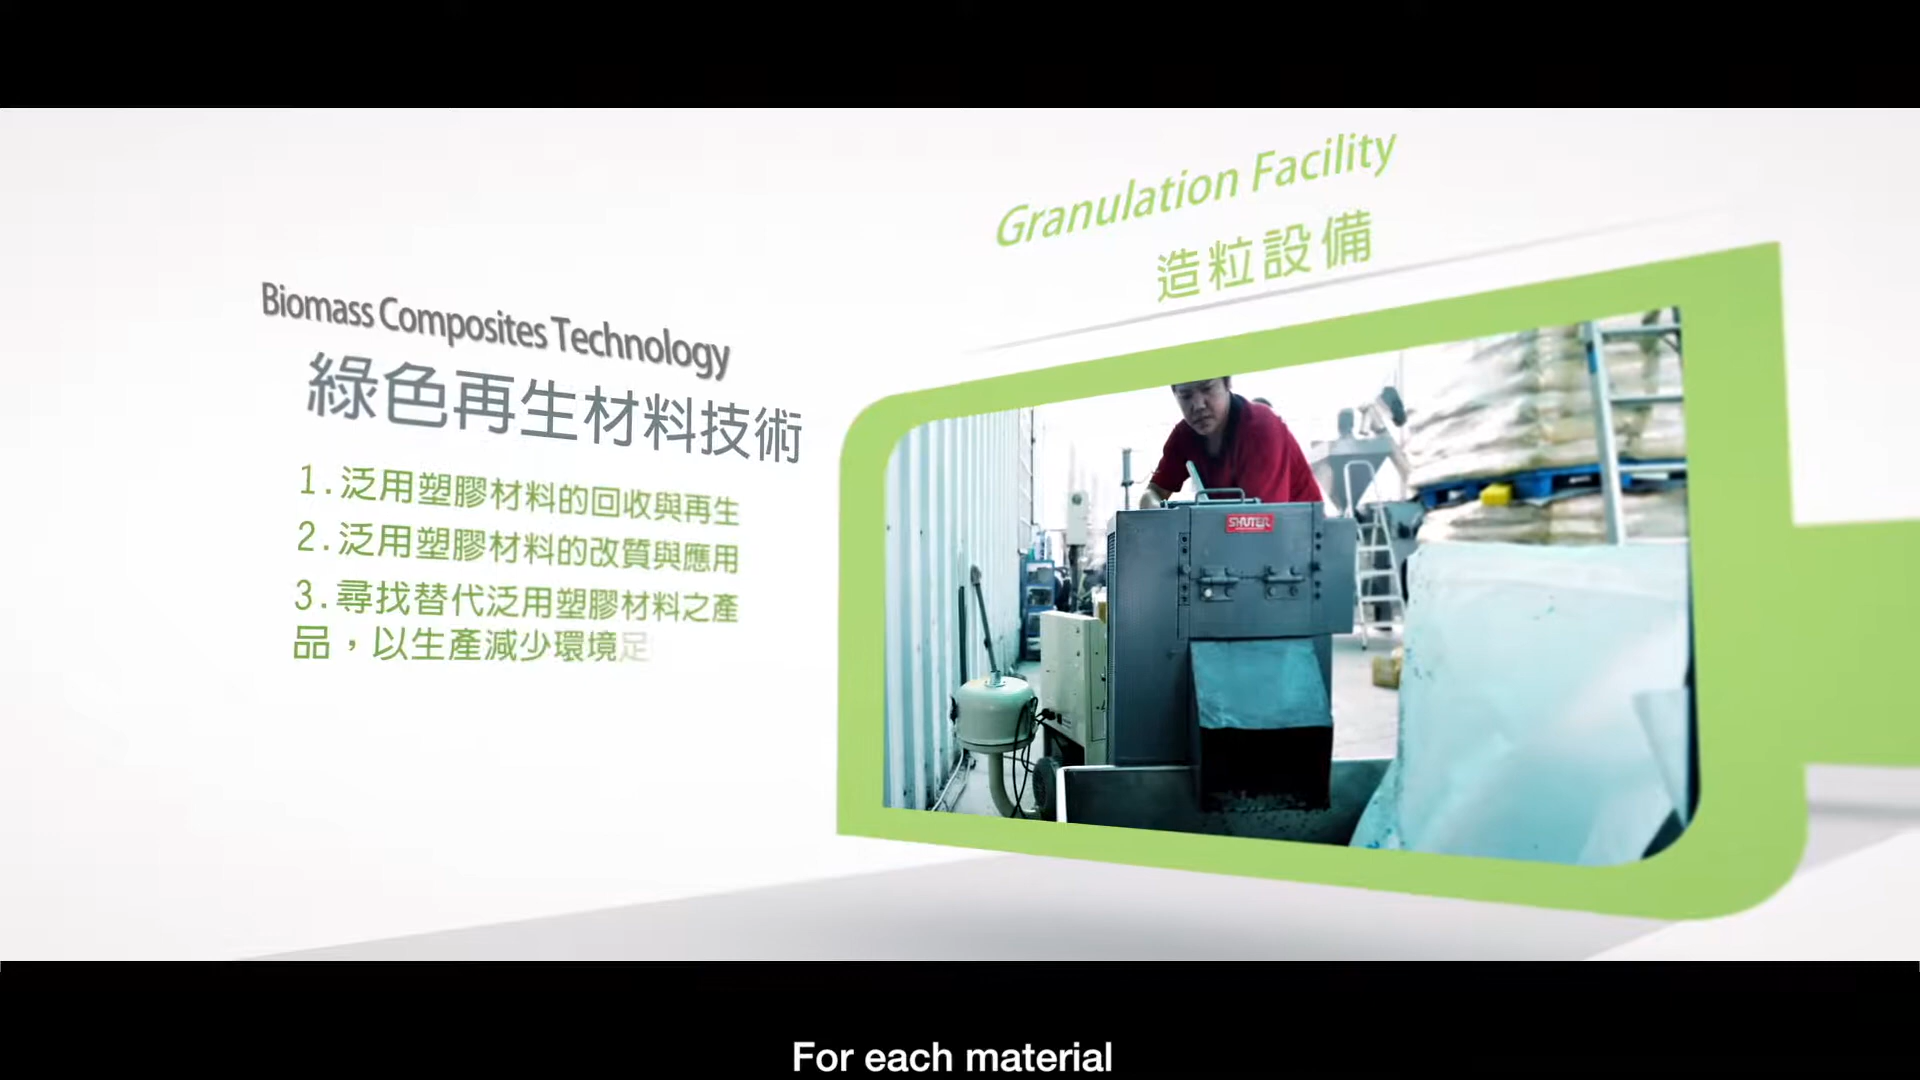 Granulation Facility
造粒設備
Biomass Composites Technology
綠色再生材料技術
1.泛用塑膠材料的回收與再生
2.泛用塑膠材料的改質與應用
3.尋找替代泛用塑膠材料之產
品，以生產減少環境足
SHUTER
For each material